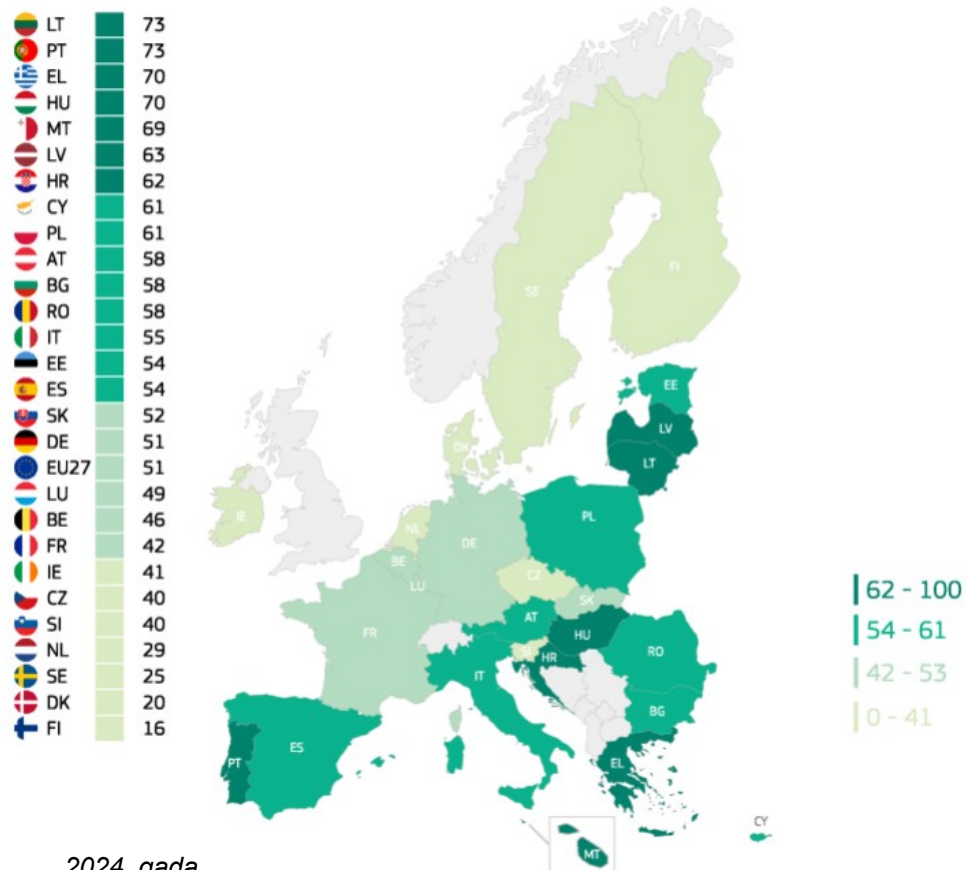 LT 73
PT 73
EL 70
HU 70
MT 69
LV 63
HR 62
CY 61
PL 61
AT 58
BG 58
RO 58
IT 55
EE 54
ES 54
SK 52
DE 51
EU27 51
LU 49
BE 46
FR 42
IE 41
CZ 40
SI 40
NL 29
SE 25
DK 20
FI 16
FI
SE
EE
LV
LT
DK
IE
NL
PL
DE
BE
LU
CZ
SK
FR
AT
HU
SI
HR
RO
IT
BG
ES
PT
EL
CY
MT
62 - 100
54 - 61
42 - 53
0 - 41
2024. gada